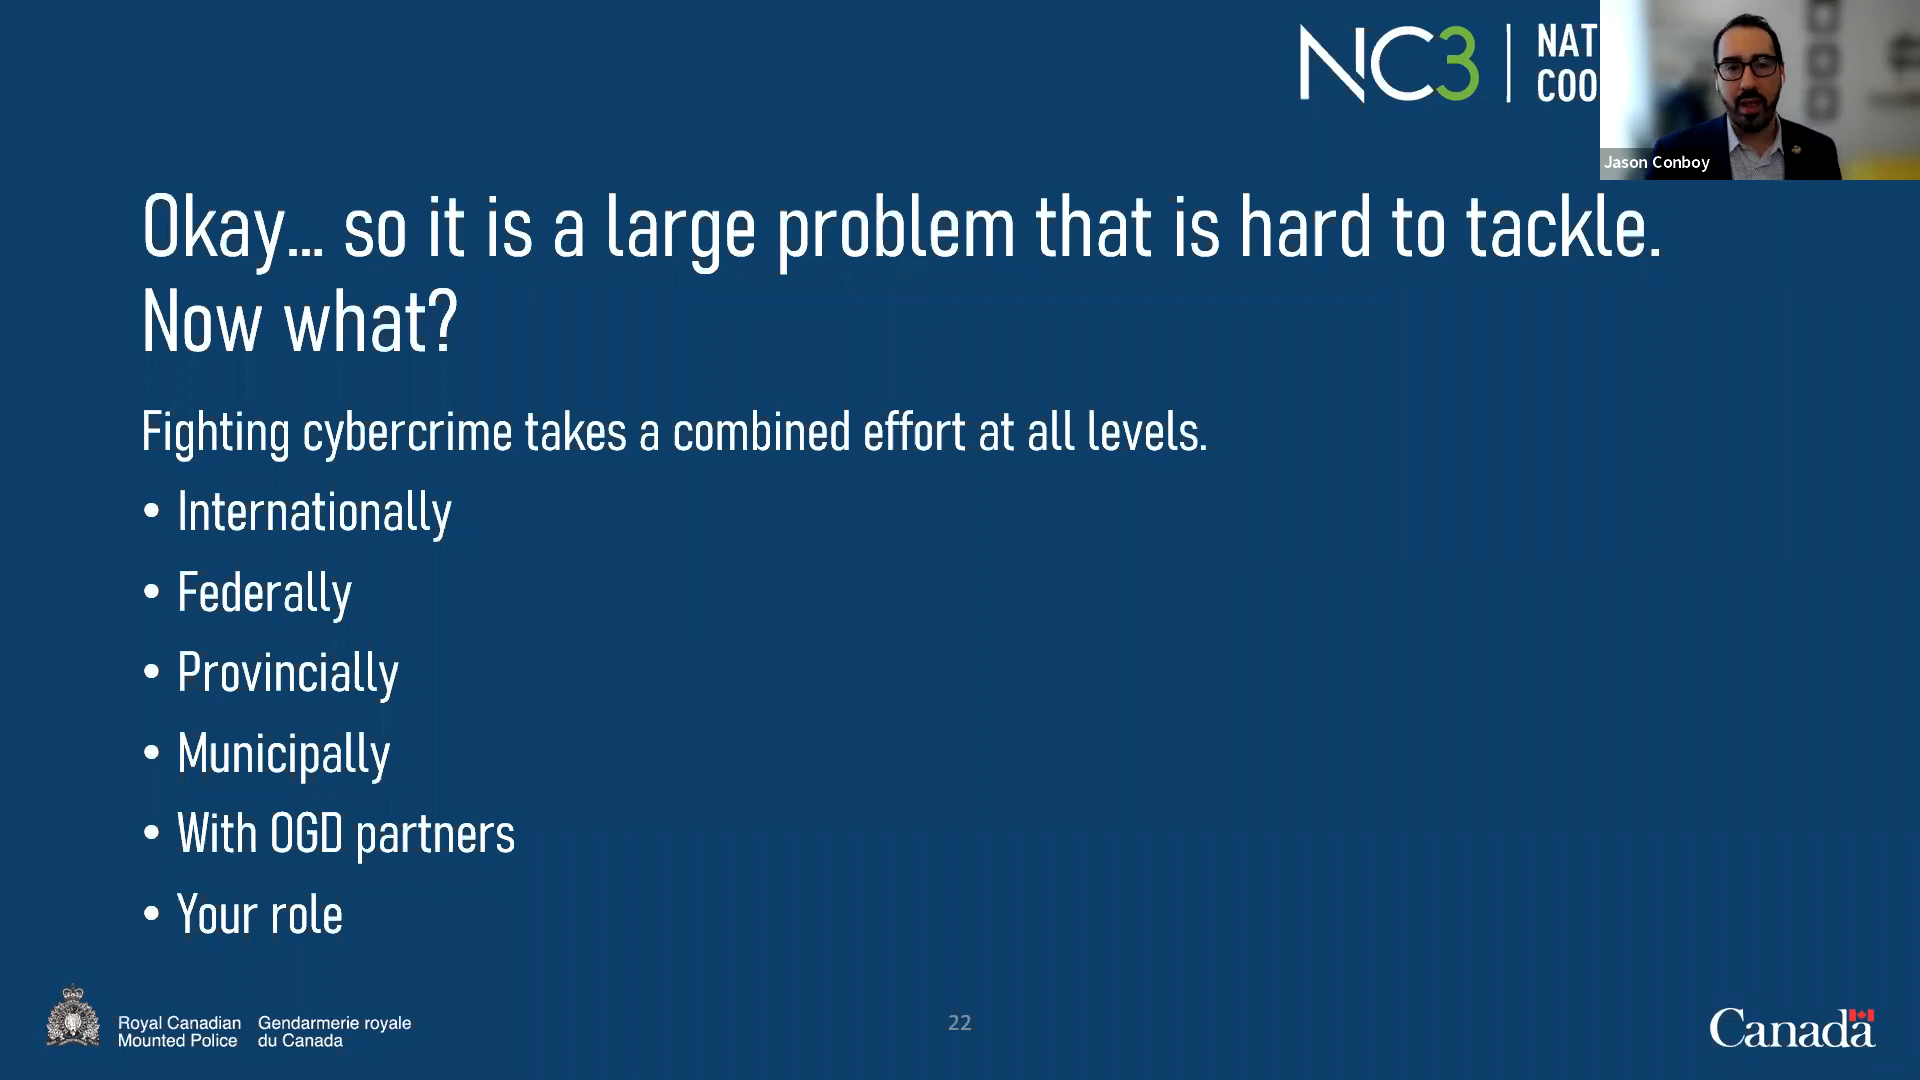 NC3
NAT
COO
Jason Conboy
Okay... so it is a large problem that is hard to tackle.
Now what?
Fighting cybercrime takes a combined effort at all levels.
• Internationally
• Federally
• Provincially
• Municipally
• With OGD partners
• Your role
Royal Canadian
Mounted Police
Gendarmerie royale
du Canada
22
Canada